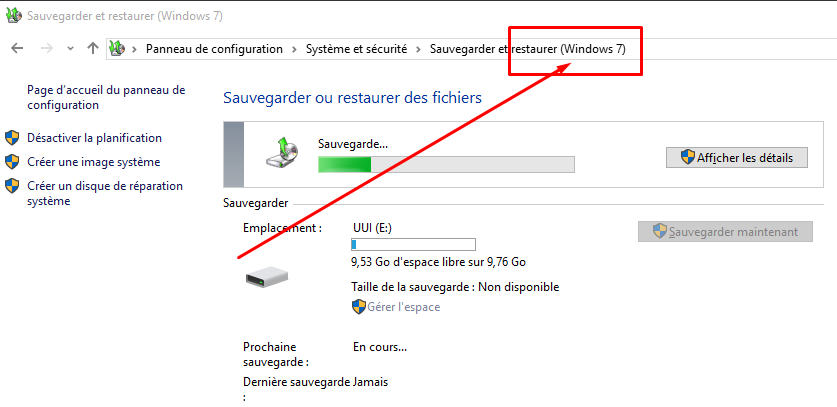 Sauvegarder et restaurer (Windows 7)
Panneau de configuration > Système et sécurité > Sauvegarder et restaurer (Windows 7)
Page d'accueil du panneau de
configuration
Désactiver la planification
Créer une image système
Créer un disque de réparation
système
Sauvegarder ou restaurer des fichiers
Sauvegarde...
Afficher les détails
Sauvegarder
Emplacement :
UUI (E:)
Sauvegarder maintenant
9,53 Go d'espace libre sur 9,76 Go
Taille de la sauvegarde : Non disponible
Gérer l'espace
Prochaine
sauvegarde :
En cours...
Dernière sauvegarde
:
Jamais